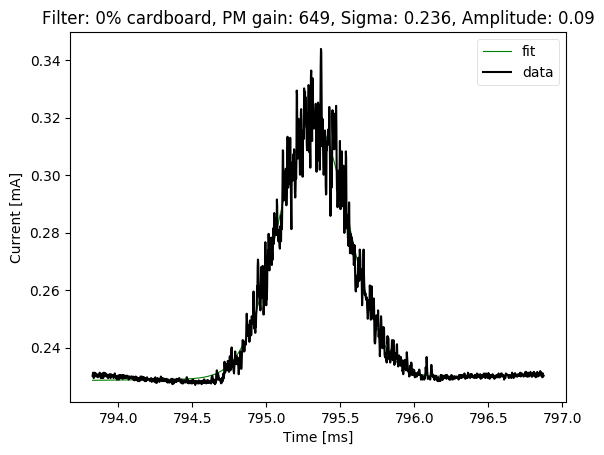 Filter: 0% cardboard, PM gain: 649, Sigma: 0.236, Amplitude: 0.09
fit
data
0.34
0.32
0.30
0.28
0.26
0.24
Current [mA]
794.0 794.5 795.0 795.5 796.0 796.5 797.0
Time [ms]